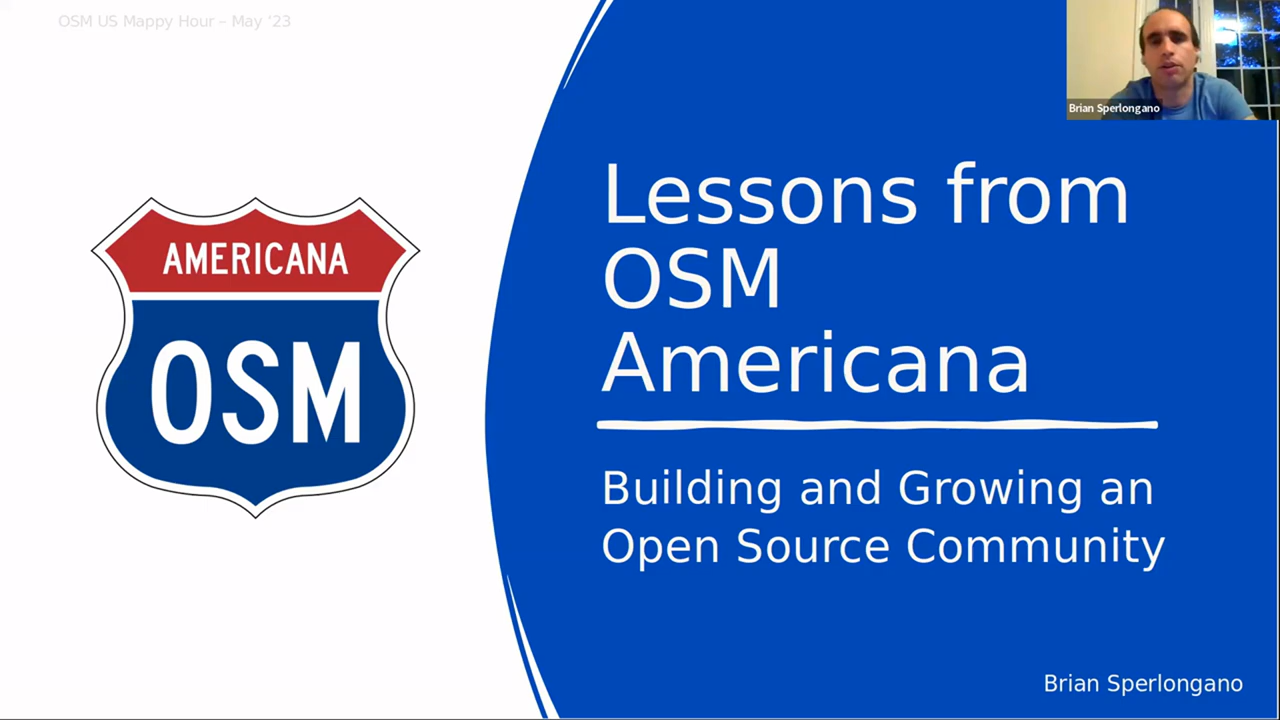 OSM US Mappy Hour – May ‘23
Brian Sperlongano
AMERICANA
OSM
Lessons from
OSM
Americana
Building and Growing an
Open Source Community
Brian Sperlongano